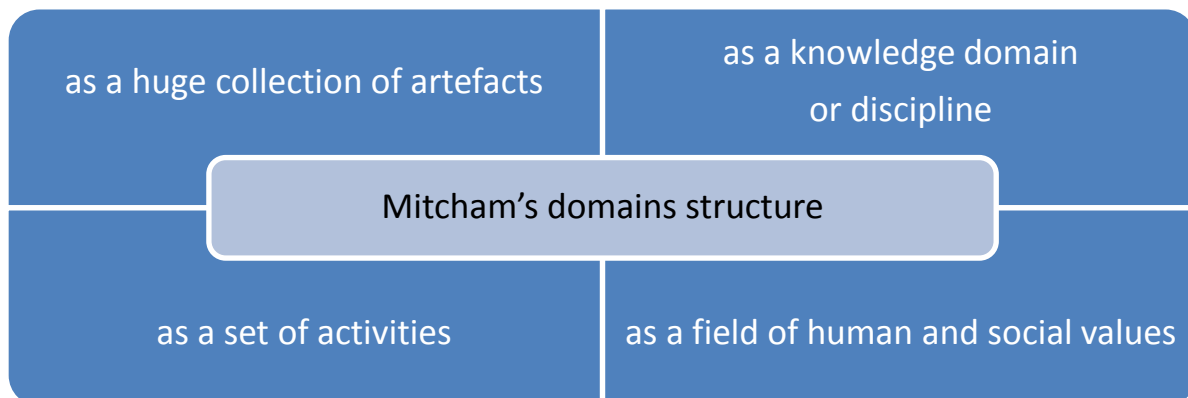 as a huge collection of artefacts
as a knowledge domain
or discipline
Mitcham’s domains structure
as a set of activities
as a field of human and social values